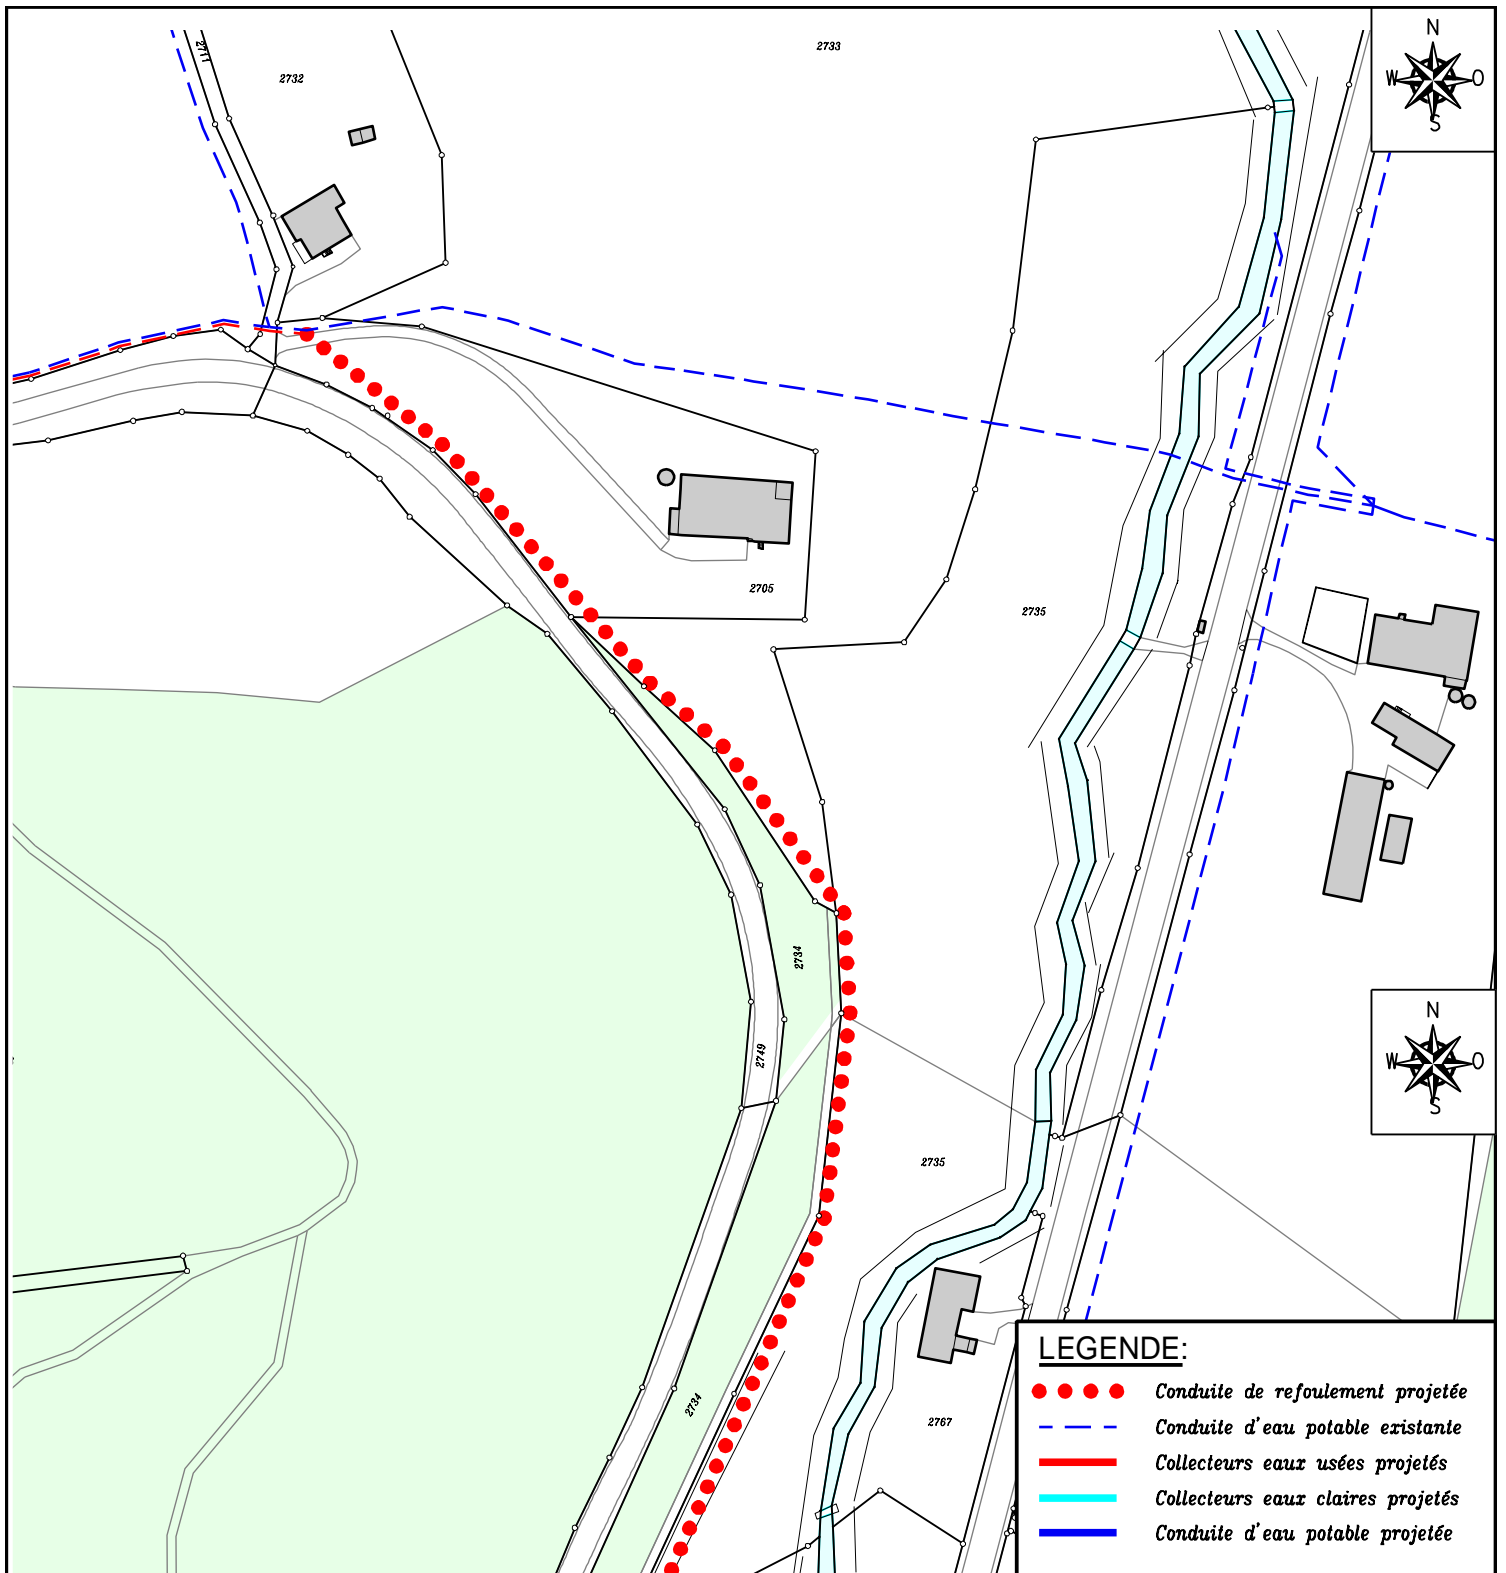 2711
2732
2733
N
W O
S
2705
2735
2734
2749
N
W O
S
2735
2734
2767
LEGENDE:
Conduite de refoulement projetée
Conduite d'eau potable existante
Collecteurs eaux usées projetés
Collecteurs eaux claires projetés
Conduite d'eau potable projetée